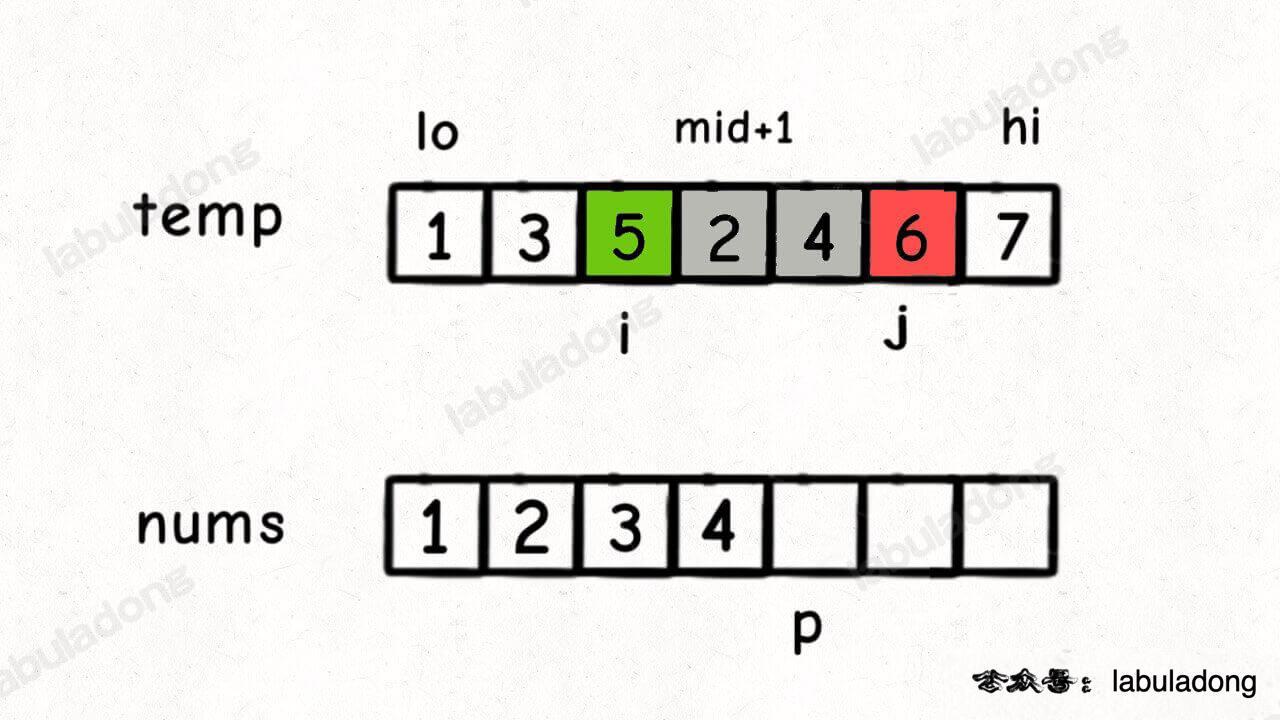 lo mid+1 hi
temp 1 3 5 2 4 6 7
i j
nums 1 2 3 4
p
公众号: labuladong
labuladong
labuladong
labuladong
labuladong
labuladong